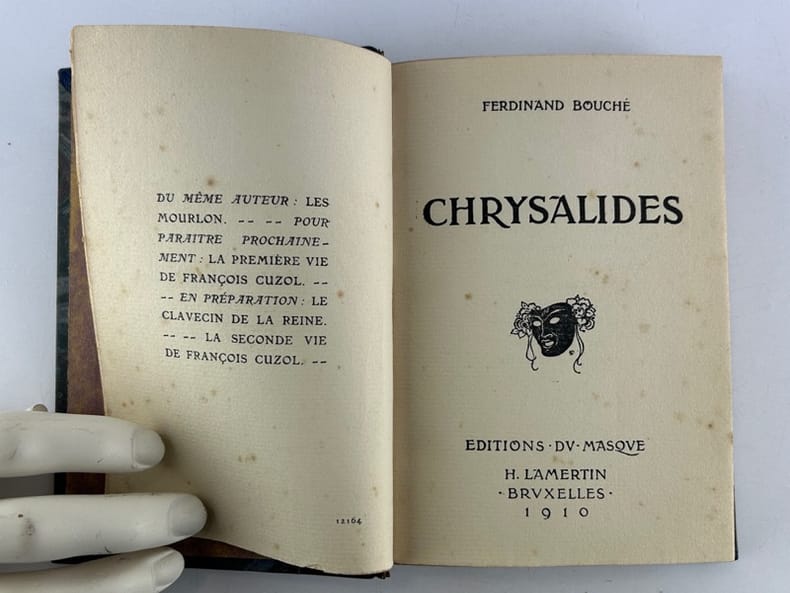 DU MÊME AUTEUR : LES
MOURLON. -- -- POUR
PARAITRE PROCHAINE-
MENT : LA PREMIÈRE VIE
DE FRANÇOIS CUZOL. --
-- EN PRÉPARATION : LE
CLAVECIN DE LA REINE.
-- -- LA SECONDE VIE
DE FRANÇOIS CUZOL. --
12164
FERDINAND BOUCHÉ
CHRYSALIDES
EDITIONS · DV · MASQVE
H. LAMERTIN
· BRVXELLES ·
1910